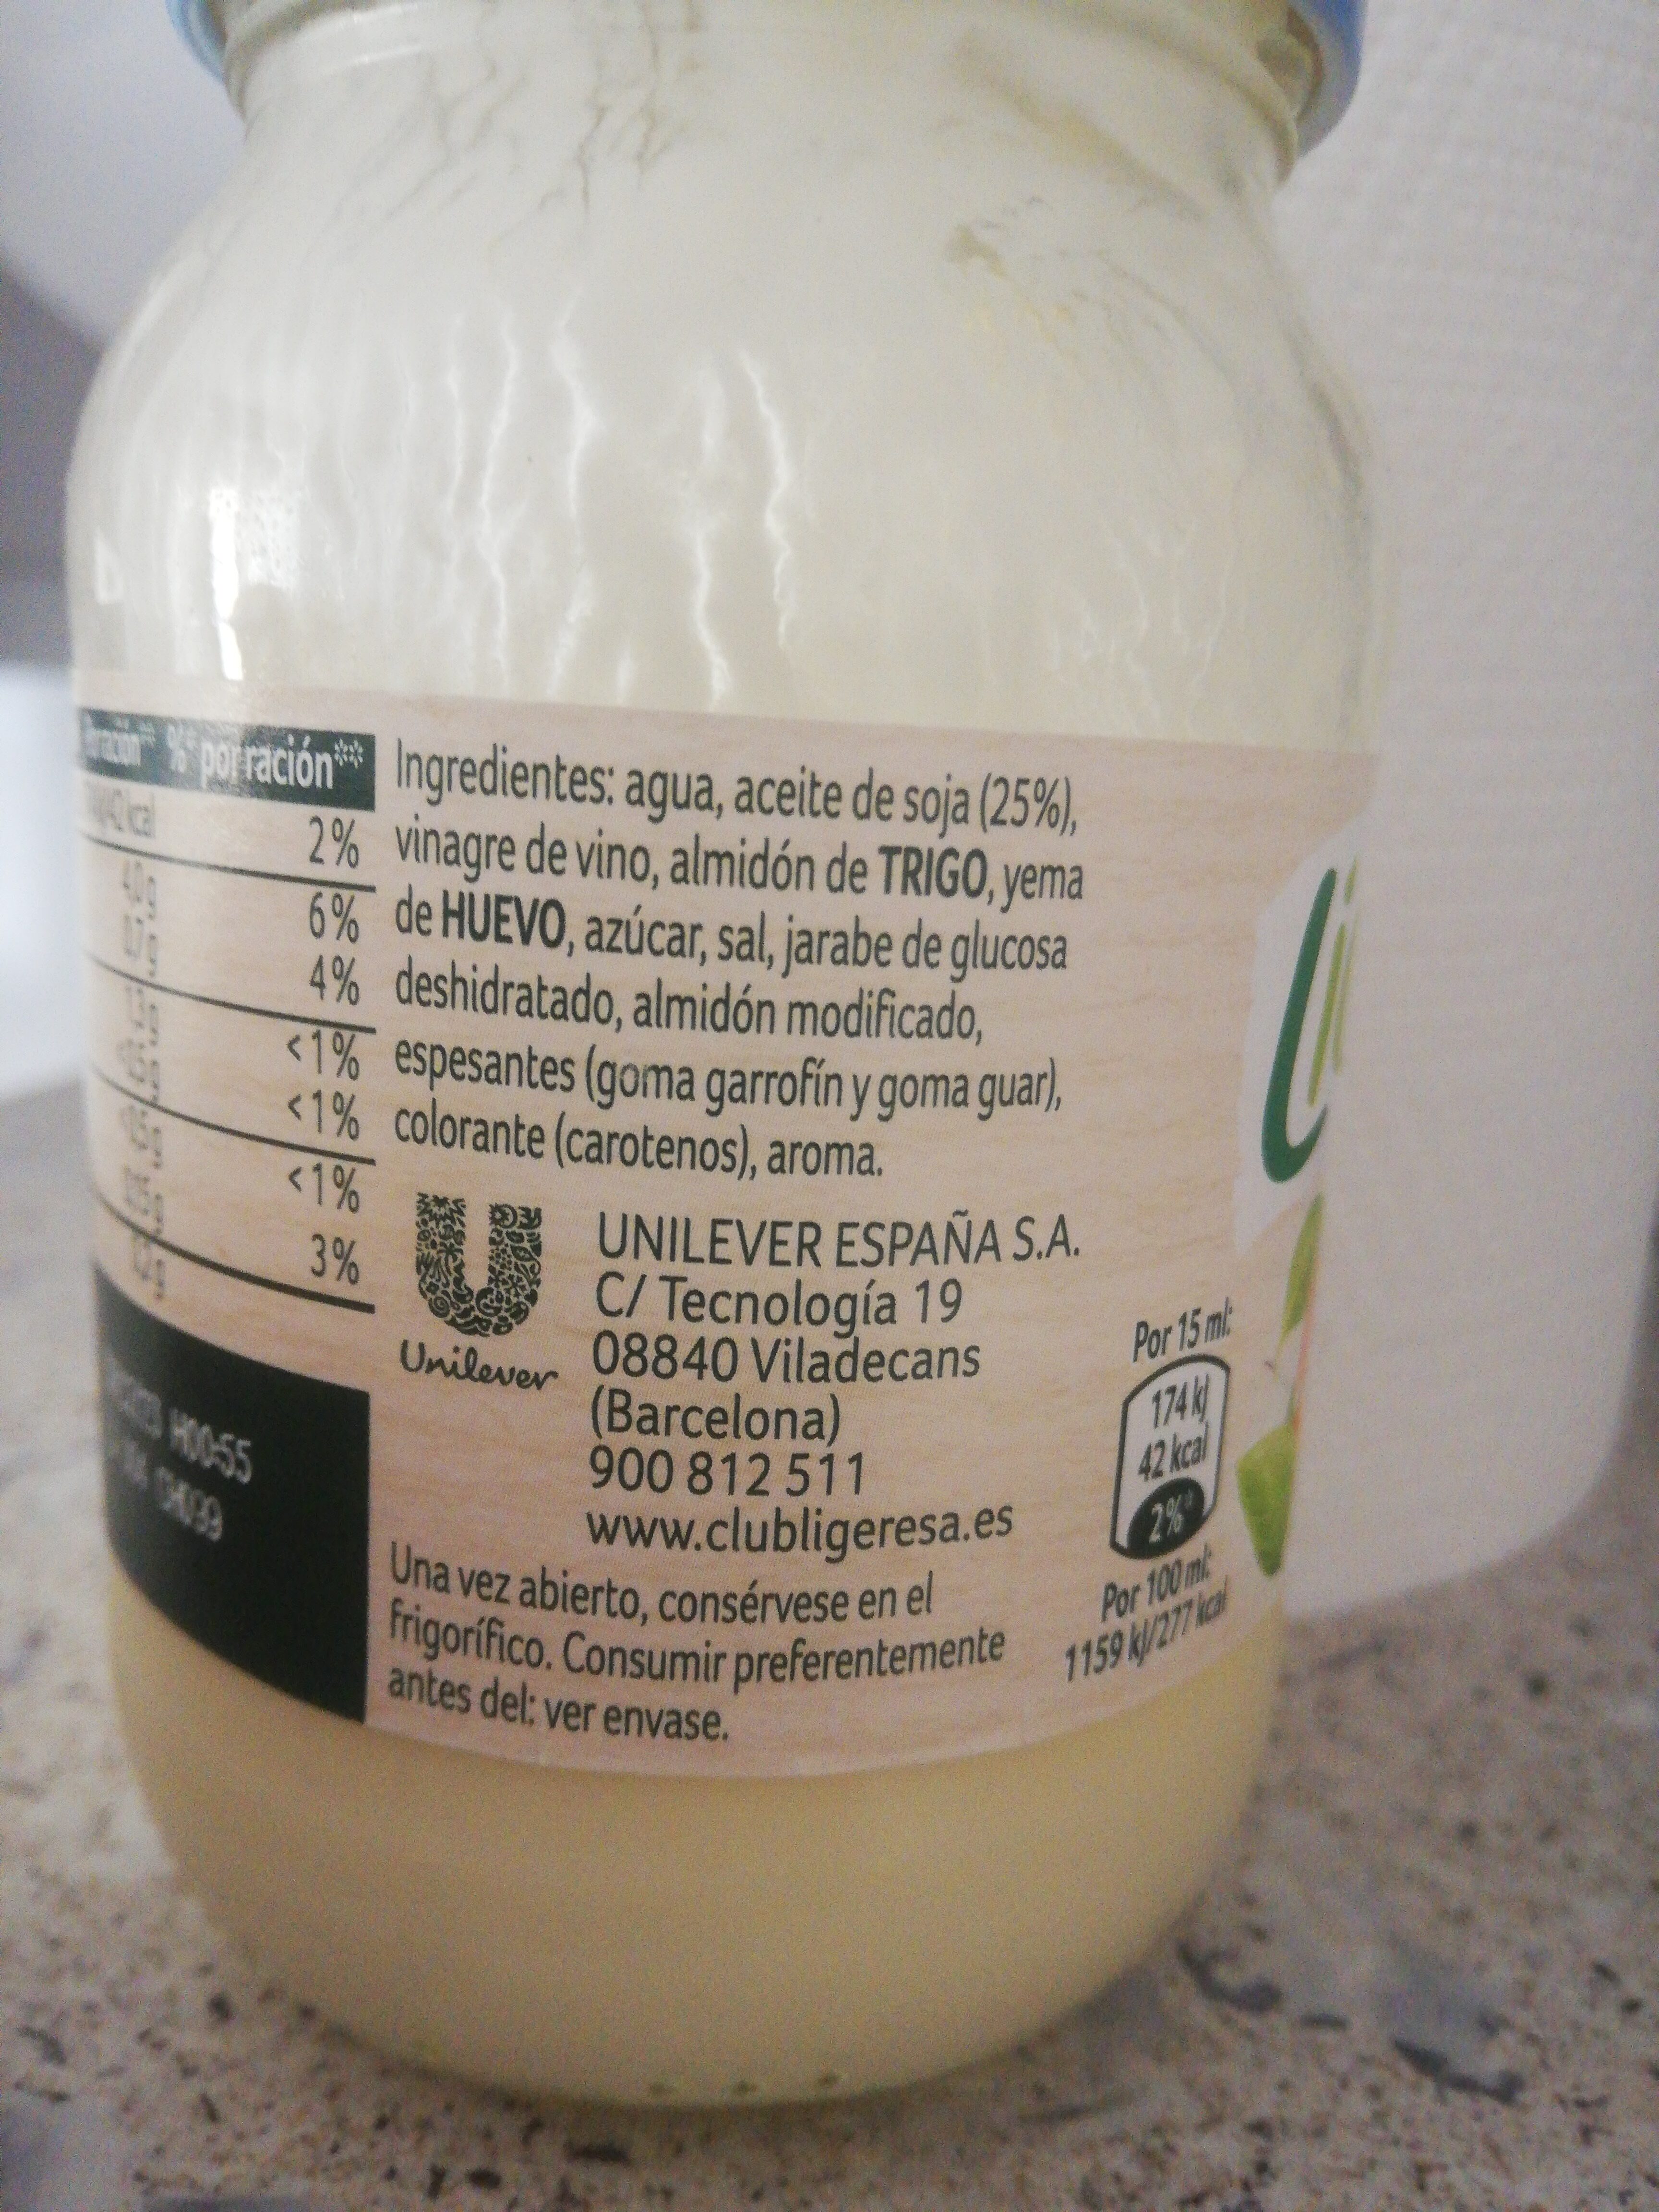 % por ración**
2%
6%
4%
<1%
<1%
<1%
3%
H00:55
Ingredientes: agua, aceite de soja (25%),
vinagre de vino, almidón de TRIGO, yema
de HUEVO, azúcar, sal, jarabe de glucosa
deshidratado, almidón modificado,
espesantes (goma garrofín y goma guar),
colorante (carotenos), aroma.
Unilever
UNILEVER ESPAÑA S.A.
C/ Tecnología 19
08840 Viladecans
(Barcelona)
900 812 511
www.clubligeresa.es
Una vez abierto, consérvese en el
frigorífico. Consumir preferentemente
antes del: ver envase.
Por 15 ml:
174 kJ
42 kcal
2%*
Por 100 ml:
1159 kJ/277 kcal